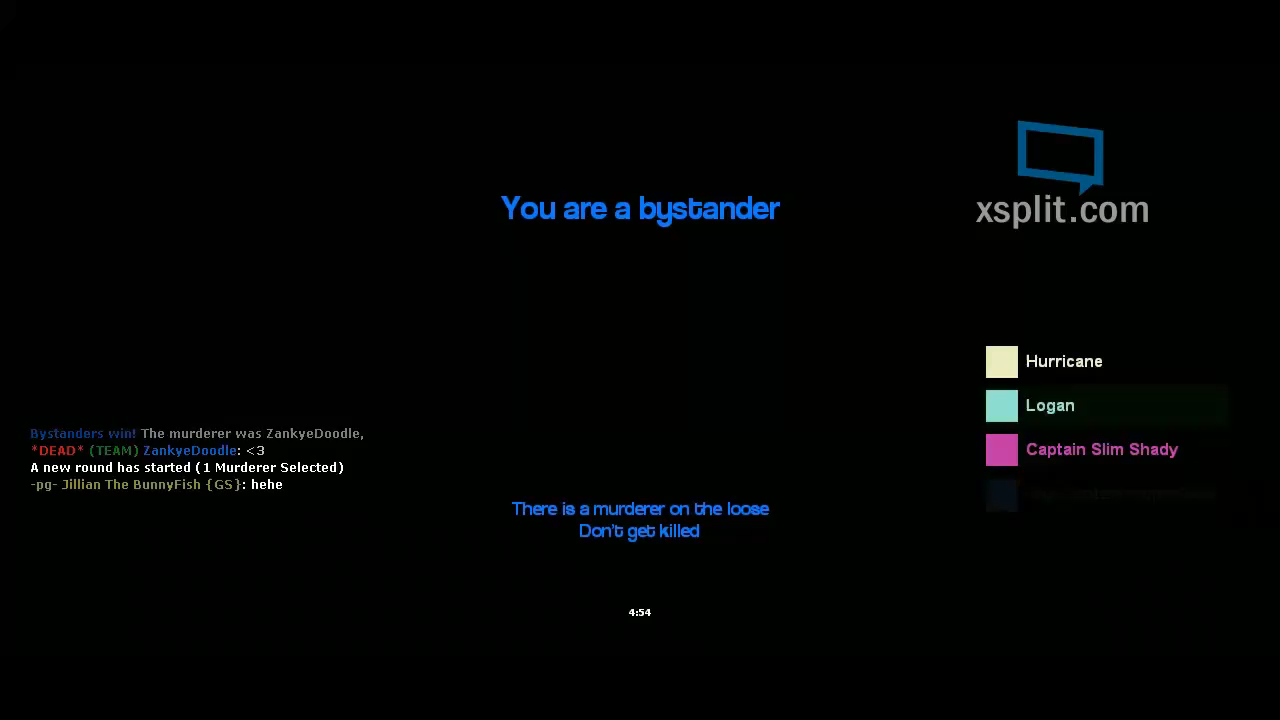 You are a bystander
xsplit.com
Hurricane
Logan
Captain Slim Shady
Bystanders win! The murderer was ZankyeDoodle,
*DEAD* (TEAM) ZankyeDoodle: <3
A new round has started (1 Murderer Selected)
-pg- Jillian The BunnyFish {GS}: hehe
There is a murderer on the loose
Don't get killed
4:54